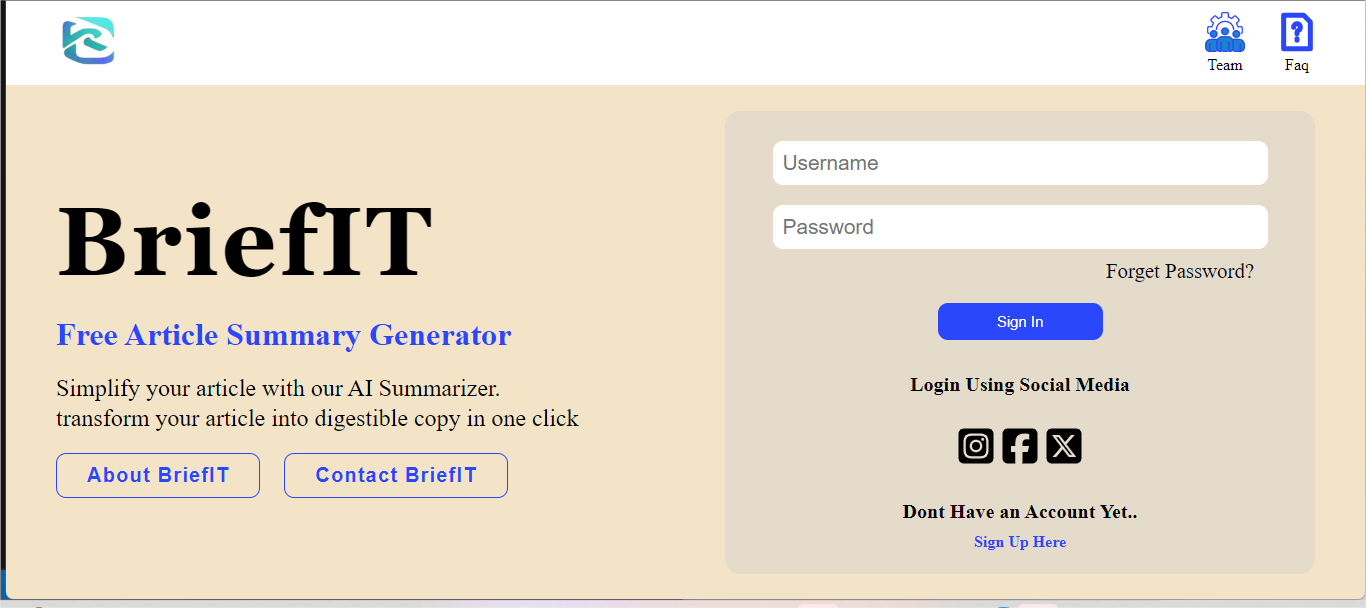 Team
Faq
BriefIT
Free Article Summary Generator
Simplify your article with our AI Summarizer.
transform your article into digestible copy in one click
About BriefIT
Contact BriefIT
Username
Password
Forget Password?
Sign In
Login Using Social Media
Dont Have an Account Yet..
Sign Up Here